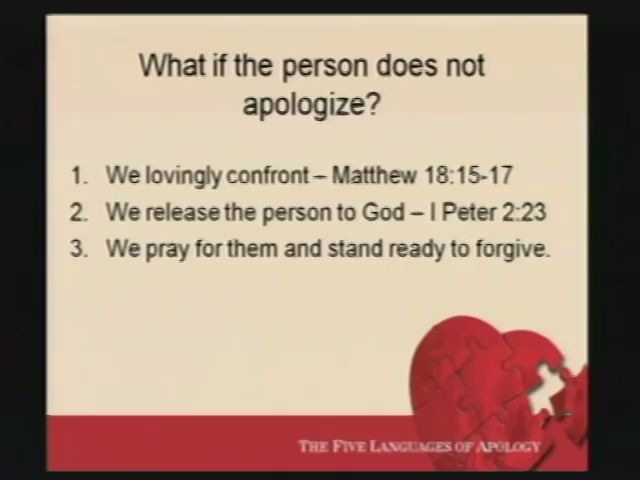 What if the person does not
apologize?
1. We lovingly confront – Matthew 18:15-17
2. We release the person to God – I Peter 2:23
3. We pray for them and stand ready to forgive.
THE FIVE LANGUAGES OF APOLOGY